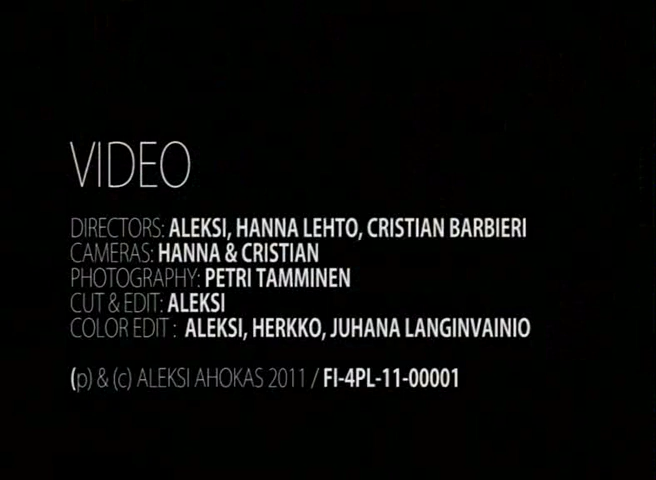 VIDEO
DIRECTORS: ALEKSI, HANNA LEHTO, CRISTIAN BARBIERI
CAMERAS: HANNA & CRISTIAN
PHOTOGRAPHY: PETRI TAMMINEN
CUT & EDIT: ALEKSI
COLOR EDIT : ALEKSI, HERKKO, JUHANA LANGINVAINIO
(p) & (c) ALEKSI AHOKAS 2011 / FI-4PL-11-00001